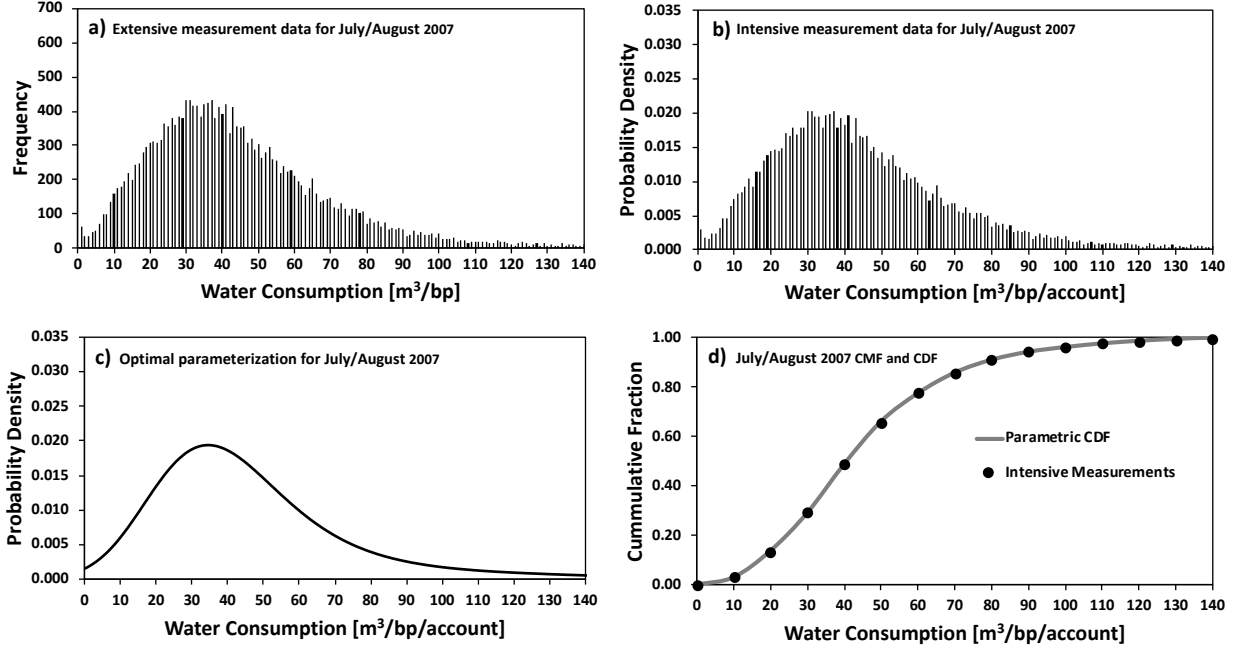 a) Extensive measurement data for July/August 2007
Frequency
700
600
500
400
300
200
100
0
0 10 20 30 40 50 60 70 80 90 100 110 120 130 140
Water Consumption [m³/bp]
b) Intensive measurement data for July/August 2007
Probability Density
0.035
0.030
0.025
0.020
0.015
0.010
0.005
0.000
0 10 20 30 40 50 60 70 80 90 100 110 120 130 140
Water Consumption [m³/bp/account]
c) Optimal parameterization for July/August 2007
Probability Density
0.035
0.030
0.025
0.020
0.015
0.010
0.005
0.000
0 10 20 30 40 50 60 70 80 90 100 110 120 130 140
Water Consumption [m³/bp/account]
d) July/August 2007 CMF and CDF
Cummulative Fraction
1.00
0.80
0.60
0.40
0.20
0.00
Parametric CDF
Intensive Measurements
0 10 20 30 40 50 60 70 80 90 100 110 120 130 140
Water Consumption [m³/bp/account]